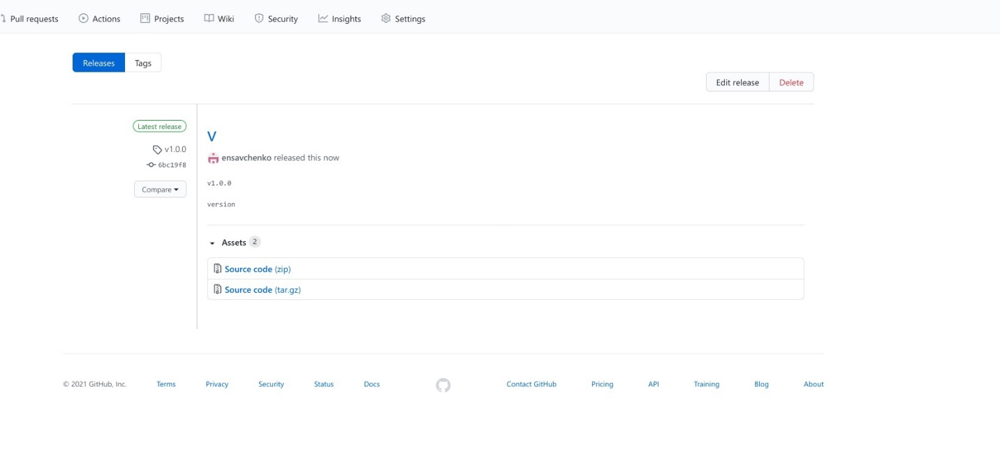 Pull requests Actions Projects Wiki Security Insights Settings
Releases Tags
Edit release Delete
Latest release
v1.0.0
6bc19f8
Compare
V
ensavchenko released this now
v1.0.0
version
Assets 2
Source code (zip)
Source code (tar.gz)
© 2021 GitHub, Inc. Terms Privacy Security Status Docs Contact GitHub Pricing API Training Blog About